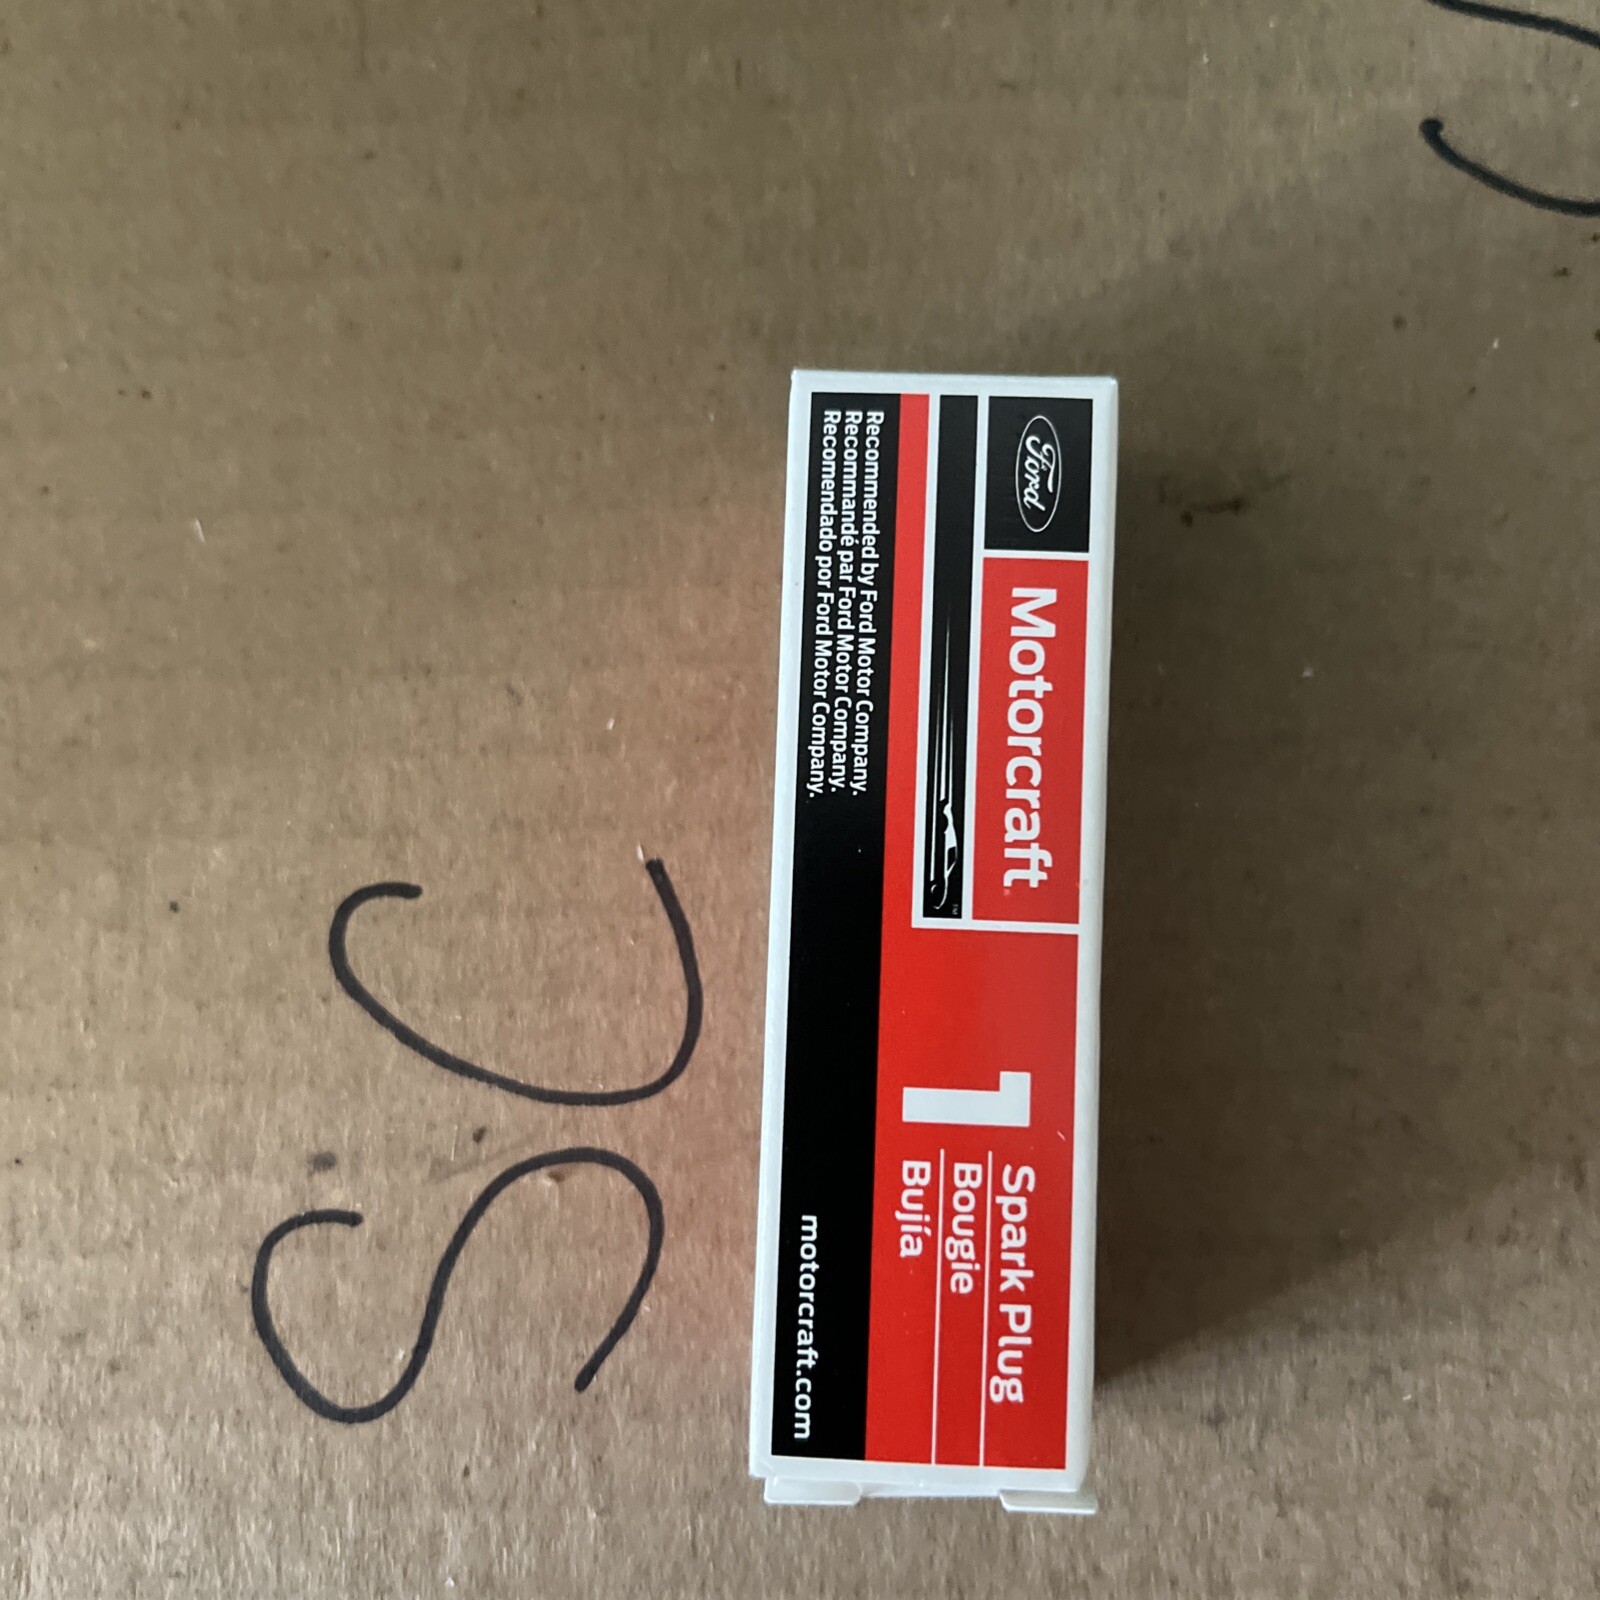 Ford
Motorcraft
1
Spark Plug
Bougie
Bujía
Recommended by Ford Motor Company.
Recommandé par Ford Motor Company.
Recomendado por Ford Motor Company.
motorcraft.com